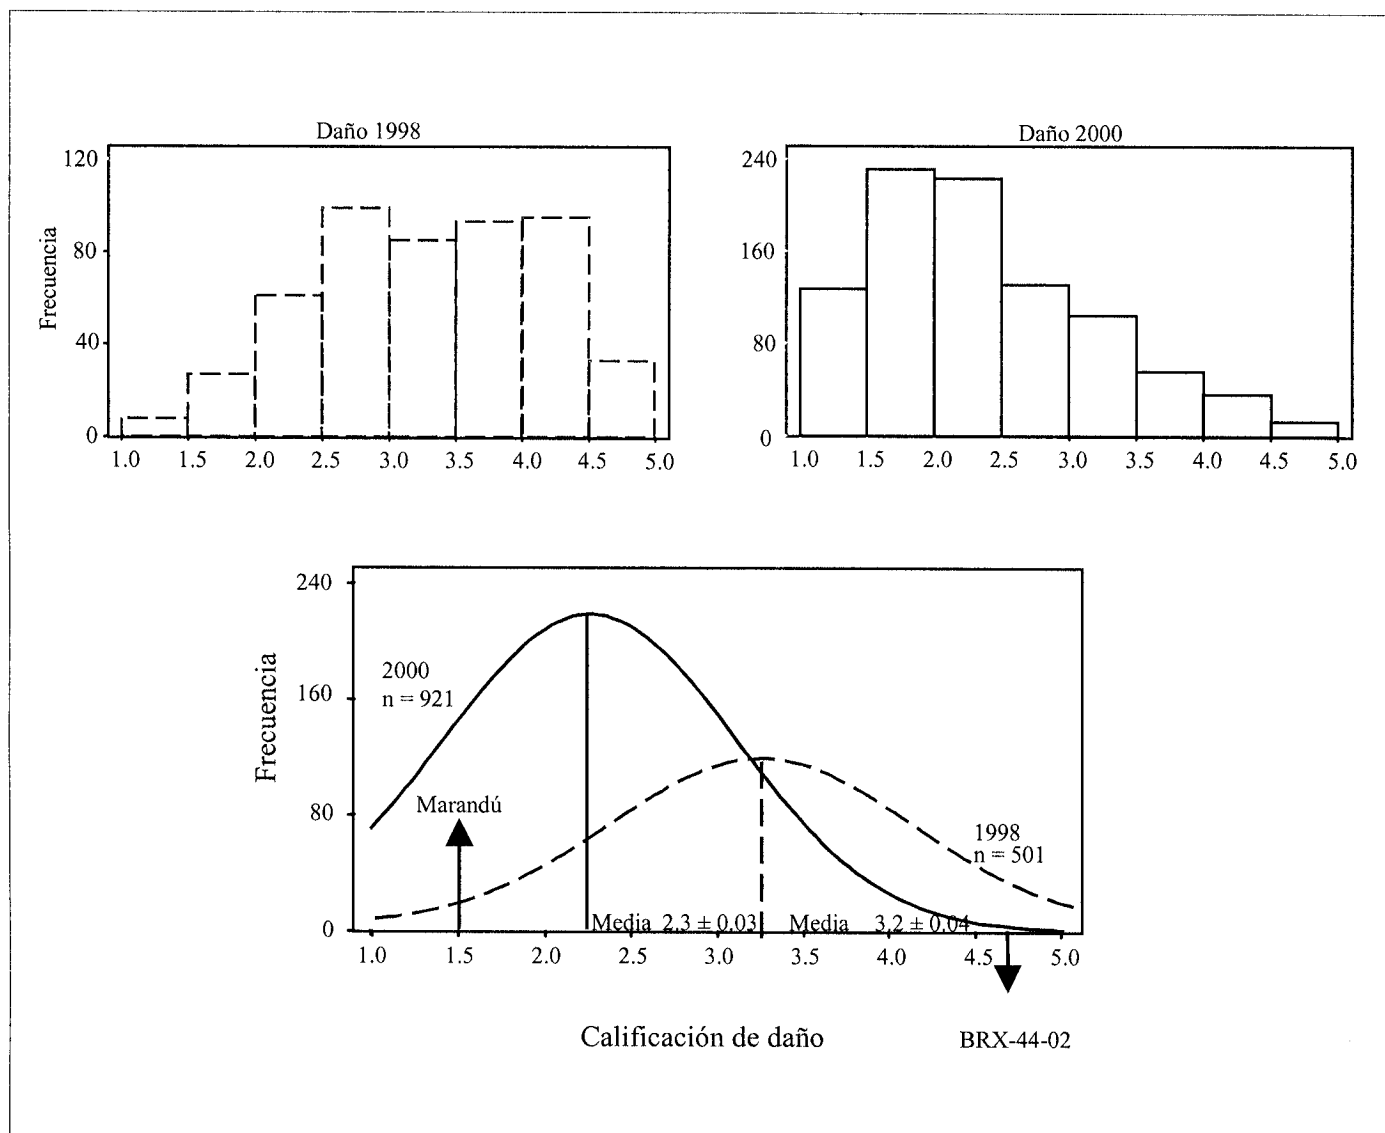 Daño 1998
Frecuencia
120
80
40
0
1.0 1.5 2.0 2.5 3.0 3.5 4.0 4.5 5.0
Daño 2000
240
160
80
0
1.0 1.5 2.0 2.5 3.0 3.5 4.0 4.5 5.0
Frecuencia
240
160
80
0
2000
n = 921
Marandú
1998
n = 501
Media 2.3 ± 0.03
Media 3.2 ± 0.04
1.0 1.5 2.0 2.5 3.0 3.5 4.0 4.5 5.0
Calificación de daño
BRX-44-02